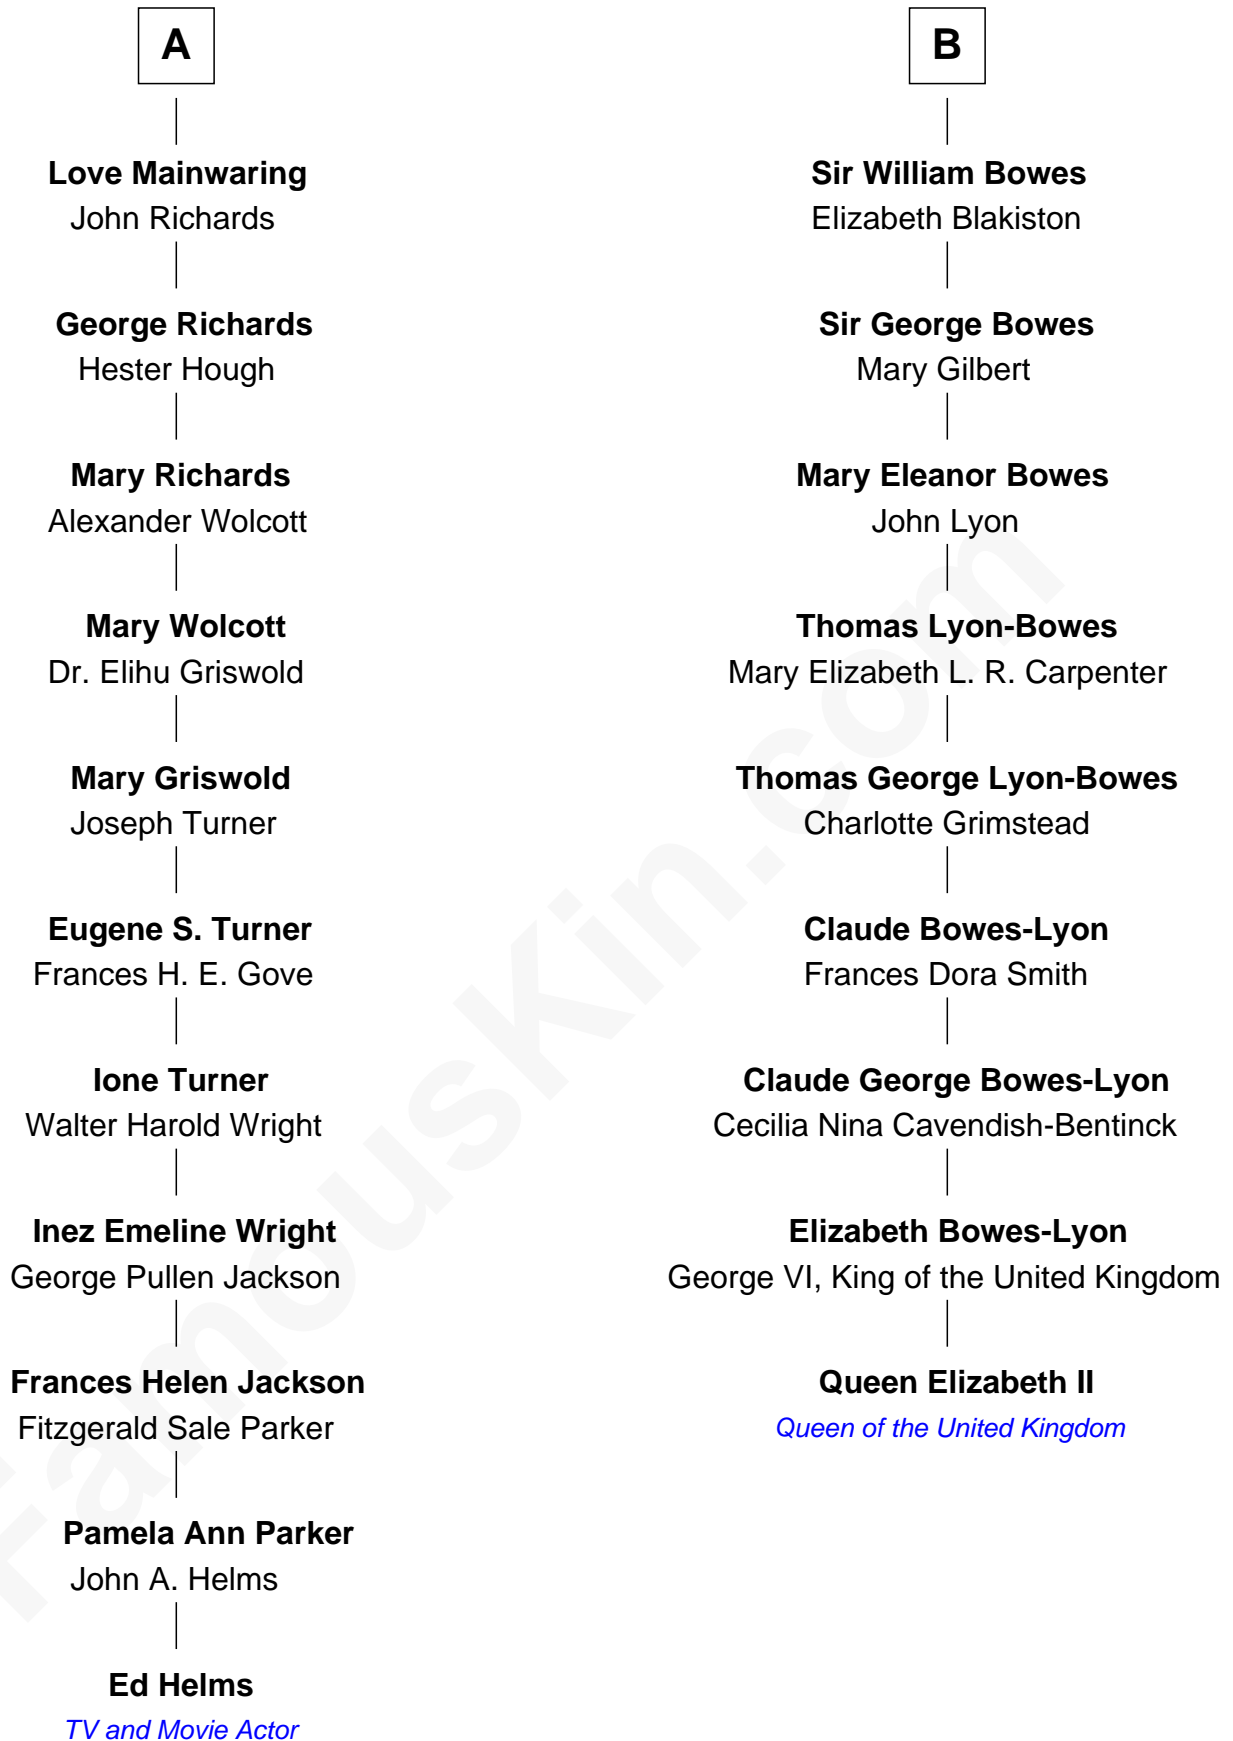 A
Love Mainwaring
John Richards
George Richards
Hester Hough
Mary Richards
Alexander Wolcott
Mary Wolcott
Dr. Elihu Griswold
Mary Griswold
Joseph Turner
Eugene S. Turner
Frances H. E. Gove
Ione Turner
Walter Harold Wright
Inez Emeline Wright
George Pullen Jackson
Frances Helen Jackson
Fitzgerald Sale Parker
Pamela Ann Parker
John A. Helms
Ed Helms
TV and Movie Actor
B
Sir William Bowes
Elizabeth Blakiston
Sir George Bowes
Mary Gilbert
Mary Eleanor Bowes
John Lyon
Thomas Lyon-Bowes
Mary Elizabeth L. R. Carpenter
Thomas George Lyon-Bowes
Charlotte Grimstead
Claude Bowes-Lyon
Frances Dora Smith
Claude George Bowes-Lyon
Cecilia Nina Cavendish-Bentinck
Elizabeth Bowes-Lyon
George VI, King of the United Kingdom
Queen Elizabeth II
Queen of the United Kingdom
FamousKin.com